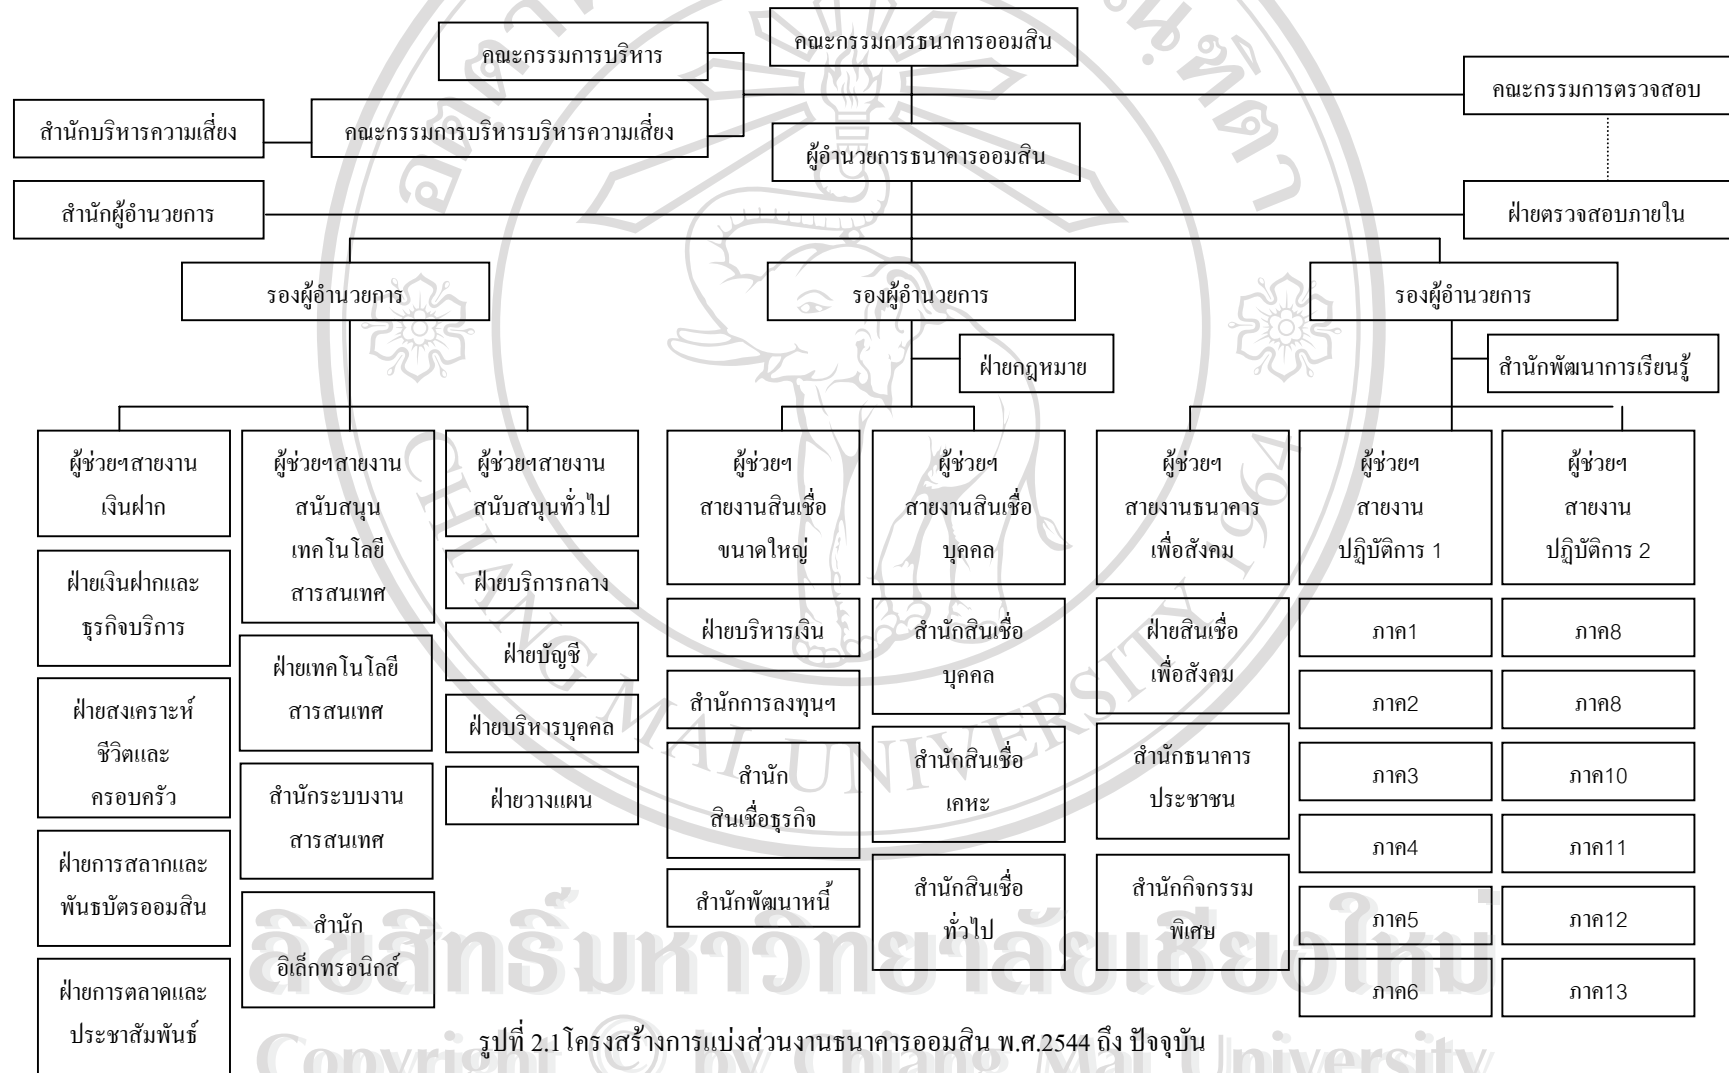 คณะกรรมการธนาคารออมสิน
คณะกรรมการบริหาร
คณะกรรมการตรวจสอบ
สำนักบริหารความเสี่ยง
คณะกรรมการบริหารบริหารความเสี่ยง
ผู้อำนวยการธนาคารออมสิน
สำนักผู้อำนวยการ
ฝ่ายตรวจสอบภายใน
รองผู้อำนวยการ
รองผู้อำนวยการ
รองผู้อำนวยการ
ฝ่ายกฎหมาย
สำนักพัฒนาการเรียนรู้
ผู้ช่วยฯสายงาน
เงินฝาก
ฝ่ายเงินฝากและ
ธุรกิจบริการ
ฝ่ายสงเคราะห์
ชีวิตและ
ครอบครัว
ฝ่ายการสลากและ
พันธบัตรออมสิน
ฝ่ายการตลาดและ
ประชาสัมพันธ์
ผู้ช่วยฯสายงาน
สนับสนุน
เทคโนโลยี
สารสนเทศ
ฝ่ายเทคโนโลยี
สารสนเทศ
สำนักระบบงาน
สารสนเทศ
สำนัก
อิเล็กทรอนิกส์
ผู้ช่วยฯสายงาน
สนับสนุนทั่วไป
ฝ่ายบริการกลาง
ฝ่ายบัญชี
ฝ่ายบริหารบุคคล
ฝ่ายวางแผน
ผู้ช่วยฯ
สายงานสินเชื่อ
ขนาดใหญ่
ฝ่ายบริหารเงิน
สำนักการลงทุนฯ
สำนัก
สินเชื่อธุรกิจ
สำนักพัฒนาหนี้
ผู้ช่วยฯ
สายงานสินเชื่อ
บุคคล
สำนักสินเชื่อ
บุคคล
สำนักสินเชื่อ
เคหะ
สำนักสินเชื่อ
ทั่วไป
ผู้ช่วยฯ
สายงานธนาคาร
เพื่อสังคม
ฝ่ายสินเชื่อ
เพื่อสังคม
สำนักธนาคาร
ประชาชน
สำนักกิจกรรม
พิเศษ
ผู้ช่วยฯ
สายงาน
ปฏิบัติการ 1
ภาค1
ภาค2
ภาค3
ภาค4
ภาค5
ภาค6
ผู้ช่วยฯ
สายงาน
ปฏิบัติการ 2
ภาค8
ภาค8
ภาค10
ภาค11
ภาค12
ภาค13
รูปที่ 2.1โครงสร้างการแบ่งส่วนงานธนาคารออมสิน พ.ศ.2544 ถึง ปัจจุบัน
CHIANG MAI UNIVERSITY 1964
ลิขสิทธิ์มหาวิทยาลัยเชียงใหม่
Copyright © by Chiang Mai University